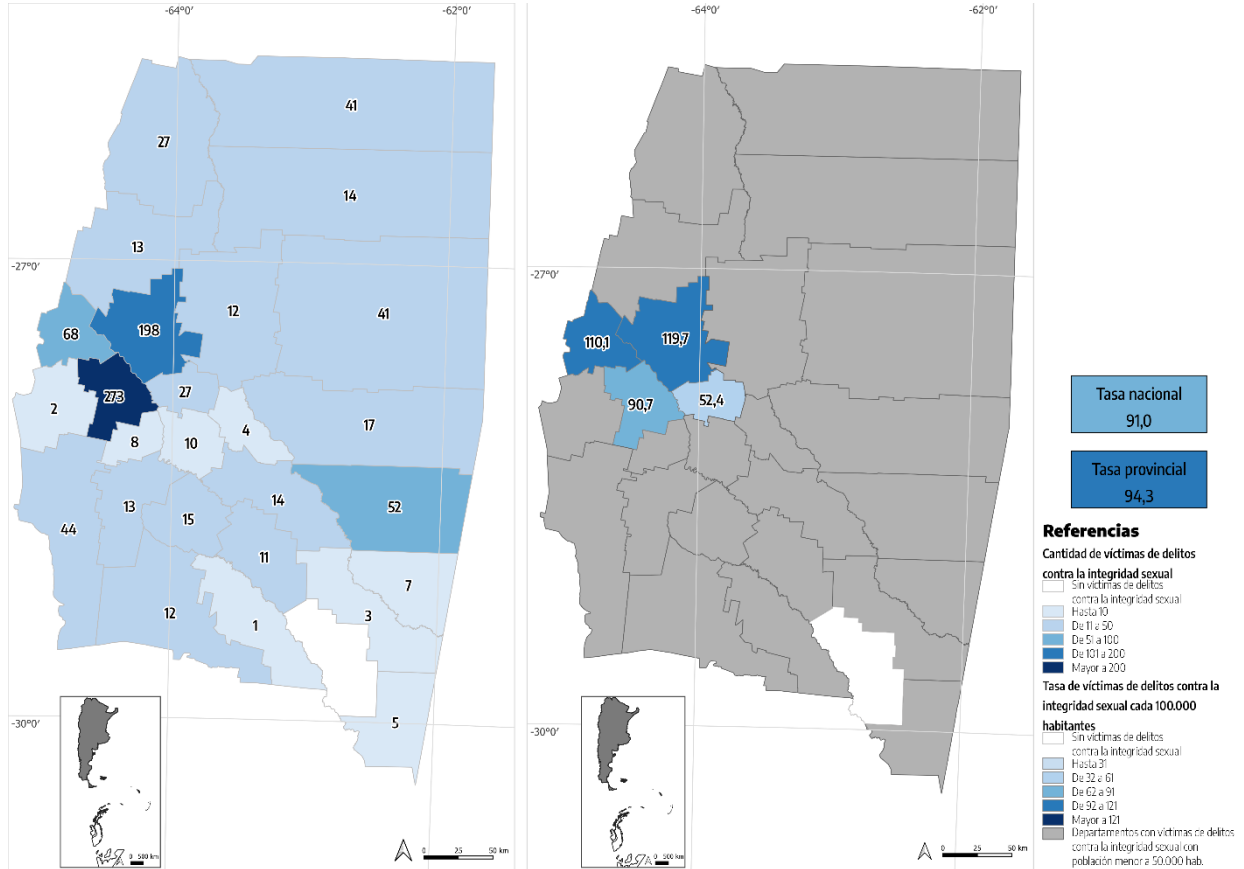 -64°0'
-62°0'
-27°0'
-30°0'
41
27
14
13
12
41
198
68
273
27
2
4
17
8
10
14
52
13
15
44
11
7
12
3
1
5
0 500 km
0 25 50 km
-64°0'
-62°0'
-27°0'
-30°0'
110,1
119,7
90,7
52,4
0 500 km
0 25 50 km
Tasa nacional
91,0
Tasa provincial
94,3
Referencias
Cantidad de víctimas de delitos
contra la integridad sexual
Sin víctimas de delitos
contra la integridad sexual
Hasta 10
De 11 a 50
De 51 a 100
De 101 a 200
Mayor a 200
Tasa de víctimas de delitos contra la
integridad sexual cada 100.000
habitantes
Sin víctimas de delitos
contra la integridad sexual
Hasta 31
De 32 a 61
De 62 a 91
De 92 a 121
Mayor a 121
Departamentos con víctimas de delitos
contra la integridad sexual con
población menor a 50.000 hab.